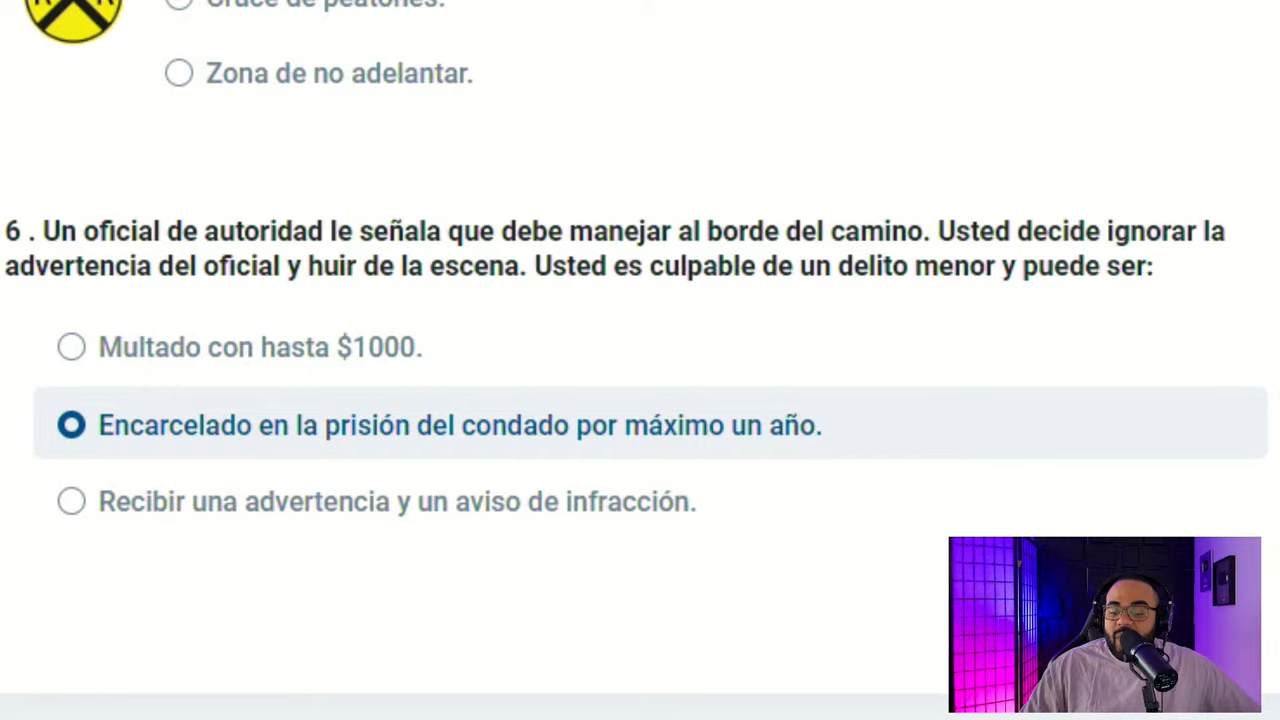 R R
Cruce de peatones.
Zona de no adelantar.
6 . Un oficial de autoridad le señala que debe manejar al borde del camino. Usted decide ignorar la
advertencia del oficial y huir de la escena. Usted es culpable de un delito menor y puede ser:
Multado con hasta $1000.
Encarcelado en la prisión del condado por máximo un año.
Recibir una advertencia y un aviso de infracción.